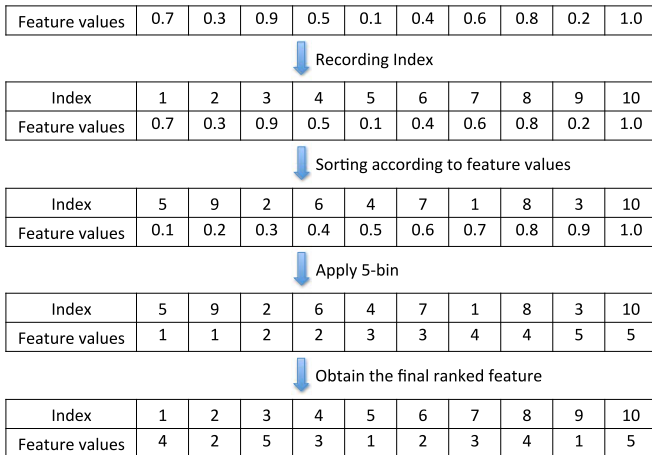 Feature values 0.7 0.3 0.9 0.5 0.1 0.4 0.6 0.8 0.2 1.0
Recording Index
Index 1 2 3 4 5 6 7 8 9 10
Feature values 0.7 0.3 0.9 0.5 0.1 0.4 0.6 0.8 0.2 1.0
Sorting according to feature values
Index 5 9 2 6 4 7 1 8 3 10
Feature values 0.1 0.2 0.3 0.4 0.5 0.6 0.7 0.8 0.9 1.0
Apply 5-bin
Index 5 9 2 6 4 7 1 8 3 10
Feature values 1 1 2 2 3 3 4 4 5 5
Obtain the final ranked feature
Index 1 2 3 4 5 6 7 8 9 10
Feature values 4 2 5 3 1 2 3 4 1 5